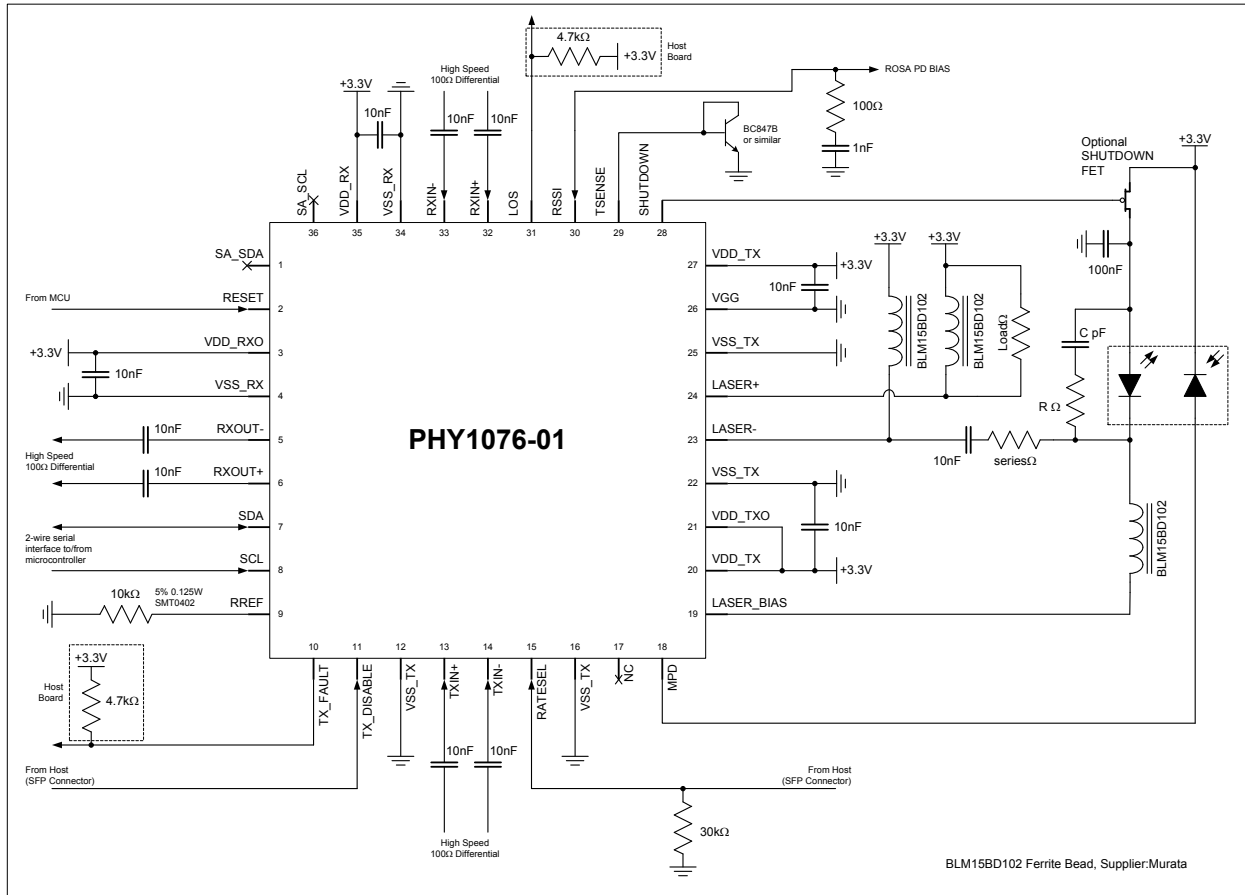 4.7kΩ
+3.3V
Host
Board
High Speed
100Ω Differential
ROSA PD BIAS
+3.3V
10nF
10nF
10nF
BC847B
or similar
100Ω
1nF
Optional
SHUTDOWN
FET
+3.3V
SA_SCL
VDD_RX
VSS_RX
RXIN-
RXIN+
LOS
RSSI
TSENSE
SHUTDOWN
36
35
34
33
32
31
30
29
28
SA_SDA
1
From MCU
RESET
2
+3.3V
VDD_RXO
3
10nF
VSS_RX
4
10nF
RXOUT-
5
High Speed
100Ω Differential
10nF
RXOUT+
6
SDA
7
2-wire serial
interface to/from
microcontroller
SCL
8
10kΩ
5% 0.125W
SMT0402
RREF
9
PHY1076-01
27
VDD_TX
+3.3V
10nF
26
VGG
25
VSS_TX
24
LASER+
23
LASER-
22
VSS_TX
21
VDD_TXO
10nF
20
VDD_TX
+3.3V
19
LASER_BIAS
+3.3V
+3.3V
BLM15BD102
BLM15BD102
LoadΩ
100nF
C pF
R Ω
10nF
seriesΩ
BLM15BD102
10
11
12
13
14
15
16
17
18
TX_FAULT
TX_DISABLE
VSS_TX
TXIN+
TXIN-
RATESEL
VSS_TX
NC
MPD
+3.3V
Host
Board
4.7kΩ
From Host
(SFP Connector)
10nF
10nF
High Speed
100Ω Differential
From Host
(SFP Connector)
30kΩ
BLM15BD102 Ferrite Bead, Supplier:Murata